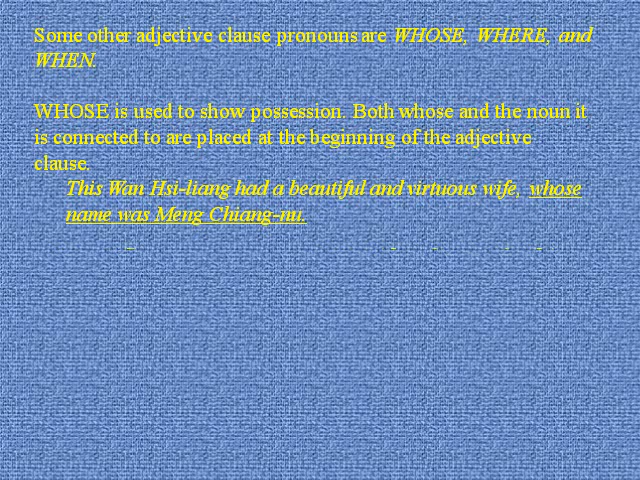 Some other adjective clause pronouns are WHOSE, WHERE, and
WHEN.
WHOSE is used to show possession. Both whose and the noun it
is connected to are placed at the beginning of the adjective
clause.
This Wan Hsi-liang had a beautiful and virtuous wife, whose
name was Meng Chiang-nu.